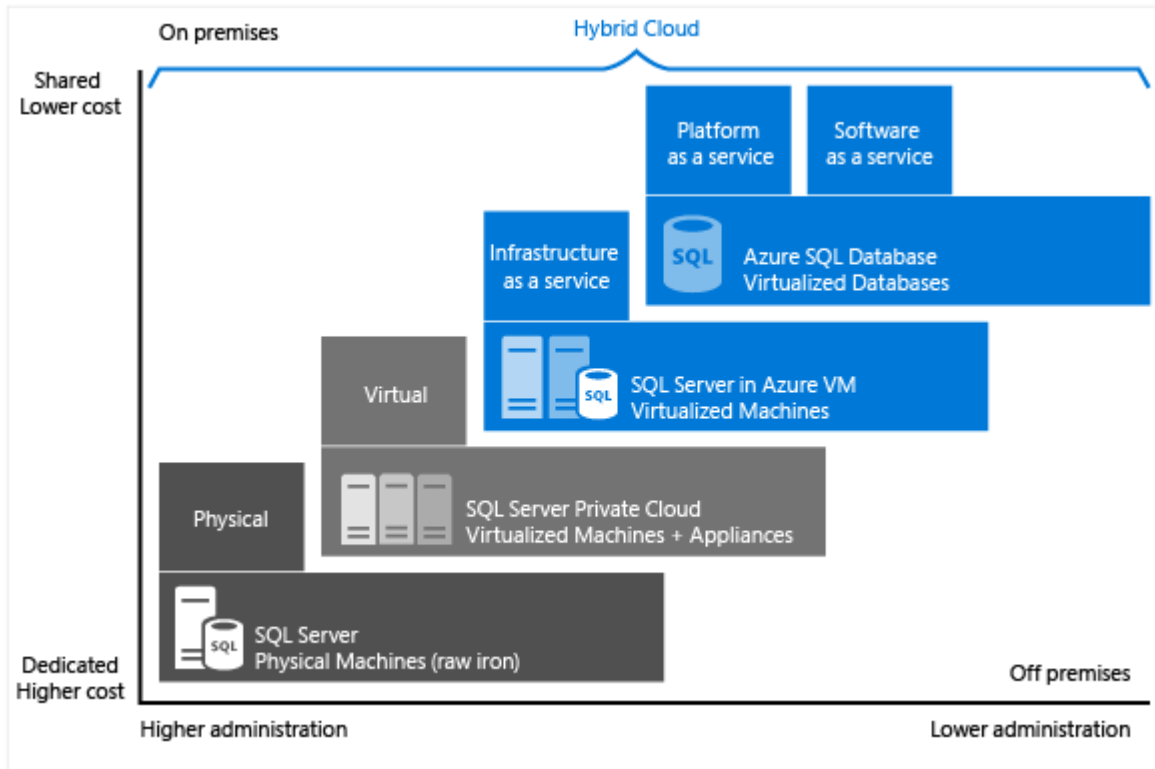 On premises
Hybrid Cloud
Shared
Lower cost
Platform
as a service
Software
as a service
Infrastructure
as a service
SQL
Azure SQL Database
Virtualized Databases
Virtual
SQL
SQL Server in Azure VM
Virtualized Machines
Physical
SQL Server Private Cloud
Virtualized Machines + Appliances
SQL
SQL Server
Physical Machines (raw iron)
Dedicated
Higher cost
Off premises
Higher administration
Lower administration